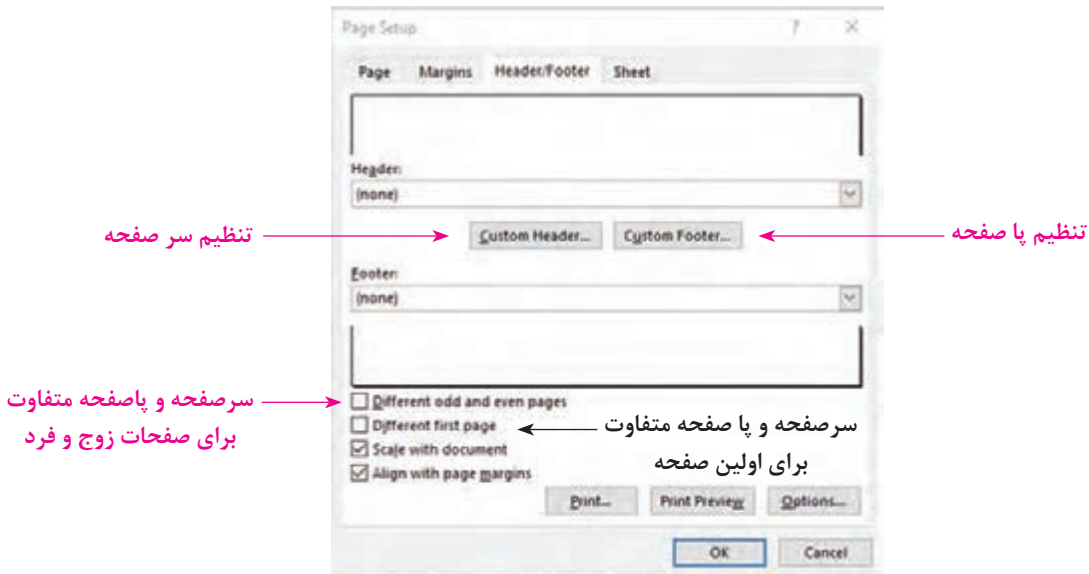 Page Setup
? ×
Page Margins Header/Footer Sheet
Header:
(none)
تنظیم سر صفحه
Custom Header... Custom Footer...
تنظیم پا صفحه
Footer:
(none)
سرصفحه و پاصفحه متفاوت
برای صفحات زوج و فرد
Different odd and even pages
Different first page
سرصفحه و پا صفحه متفاوت
برای اولین صفحه
Scale with document
Align with page margins
Print... Print Preview Options...
OK Cancel